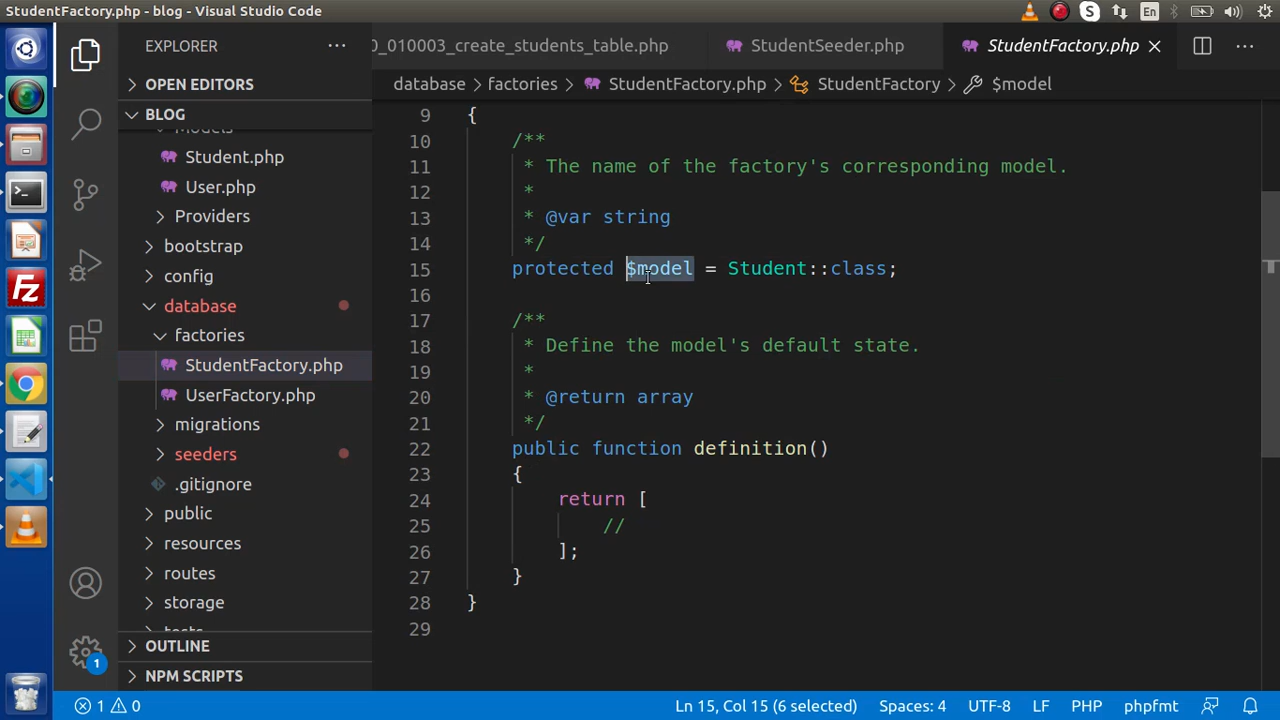 StudentFactory.php - blog - Visual Studio Code
S
En
EXPLORER
0_010003_create_students_table.php
StudentSeeder.php
StudentFactory.php
OPEN EDITORS
database > factories > StudentFactory.php > StudentFactory > $model
BLOG
Models
Student.php
User.php
Providers
bootstrap
config
database
factories
StudentFactory.php
UserFactory.php
migrations
seeders
.gitignore
public
resources
routes
storage
tests
OUTLINE
NPM SCRIPTS
1
9 {
10 /**
11 * The name of the factory's corresponding model.
12 *
13 * @var string
14 */
15 protected $model = Student::class;
16
17 /**
18 * Define the model's default state.
19 *
20 * @return array
21 */
22 public function definition()
23 {
24 return [
25 //
26 ];
27 }
28 }
29
1 0 Ln 15, Col 15 (6 selected) Spaces: 4 UTF-8 LF PHP phpfmt